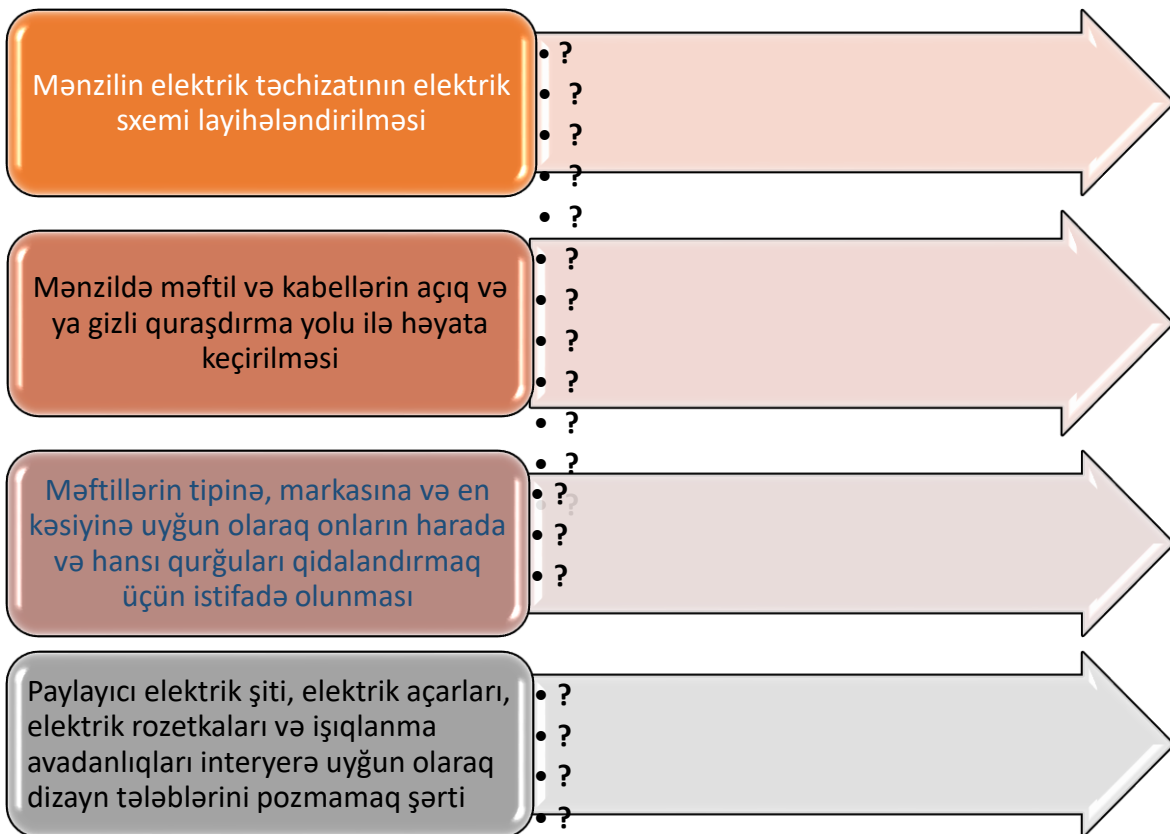 Mənzilin elektrik təchizatının elektrik
sxemi layihələndirilməsi
• ?
• ?
• ?
• ?
• ?
Mənzildə məftil və kabellərin açıq və
ya gizli quraşdırma yolu ilə həyata
keçirilməsi
• ?
• ?
• ?
• ?
• ?
• ?
• ?
Məftillərin tipinə, markasına və en
kəsiyinə uyğun olaraq onların harada
və hansı qurğuları qidalandırmaq
üçün istifadə olunması
• ?
• ?
• ?
Paylayıcı elektrik şiti, elektrik açarları,
elektrik rozetkaları və işıqlanma
avadanlıqları interyerə uyğun olaraq
dizayn tələblərini pozmamaq şərti
• ?
• ?
• ?
• ?